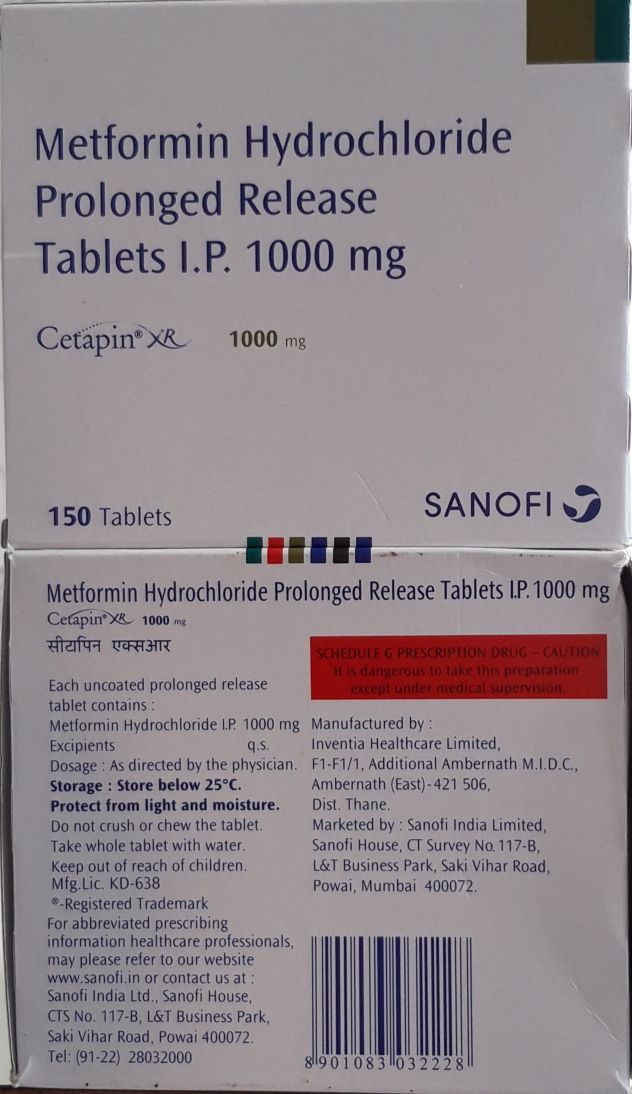 Metformin Hydrochloride
Prolonged Release
Tablets I.P. 1000 mg
Cetapin® XR 1000 mg
150 Tablets
SANOFI
Metformin Hydrochloride Prolonged Release Tablets I.P. 1000 mg
Cetapin® XR 1000 mg
सीटापिन एक्सआर
SCHEDULE G PRESCRIPTION DRUG – CAUTION
It is dangerous to take this preparation
except under medical supervision.
Each uncoated prolonged release
tablet contains :
Metformin Hydrochloride I.P. 1000 mg
Excipients q.s.
Dosage : As directed by the physician.
Storage : Store below 25°C.
Protect from light and moisture.
Do not crush or chew the tablet.
Take whole tablet with water.
Keep out of reach of children.
Mfg.Lic. KD-638
®-Registered Trademark
For abbreviated prescribing
information healthcare professionals,
may please refer to our website
www.sanofi.in or contact us at :
Sanofi India Ltd., Sanofi House,
CTS No. 117-B, L&T Business Park,
Saki Vihar Road, Powai 400072.
Tel: (91-22) 28032000
Manufactured by :
Inventia Healthcare Limited,
F1-F1/1, Additional Ambernath M.I.D.C.,
Ambernath (East)-421 506,
Dist. Thane.
Marketed by : Sanofi India Limited,
Sanofi House, CT Survey No. 117-B,
L&T Business Park, Saki Vihar Road,
Powai, Mumbai 400072.
8 901083 032228